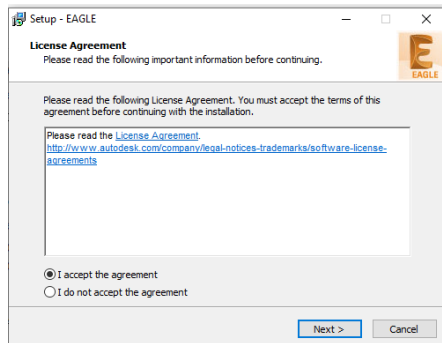 Setup - EAGLE
License Agreement
Please read the following important information before continuing.
EAGLE
Please read the following License Agreement. You must accept the terms of this
agreement before continuing with the installation.
Please read the License Agreement.
http://www.autodesk.com/company/legal-notices-trademarks/software-license-
agreements
I accept the agreement
I do not accept the agreement
Next >
Cancel